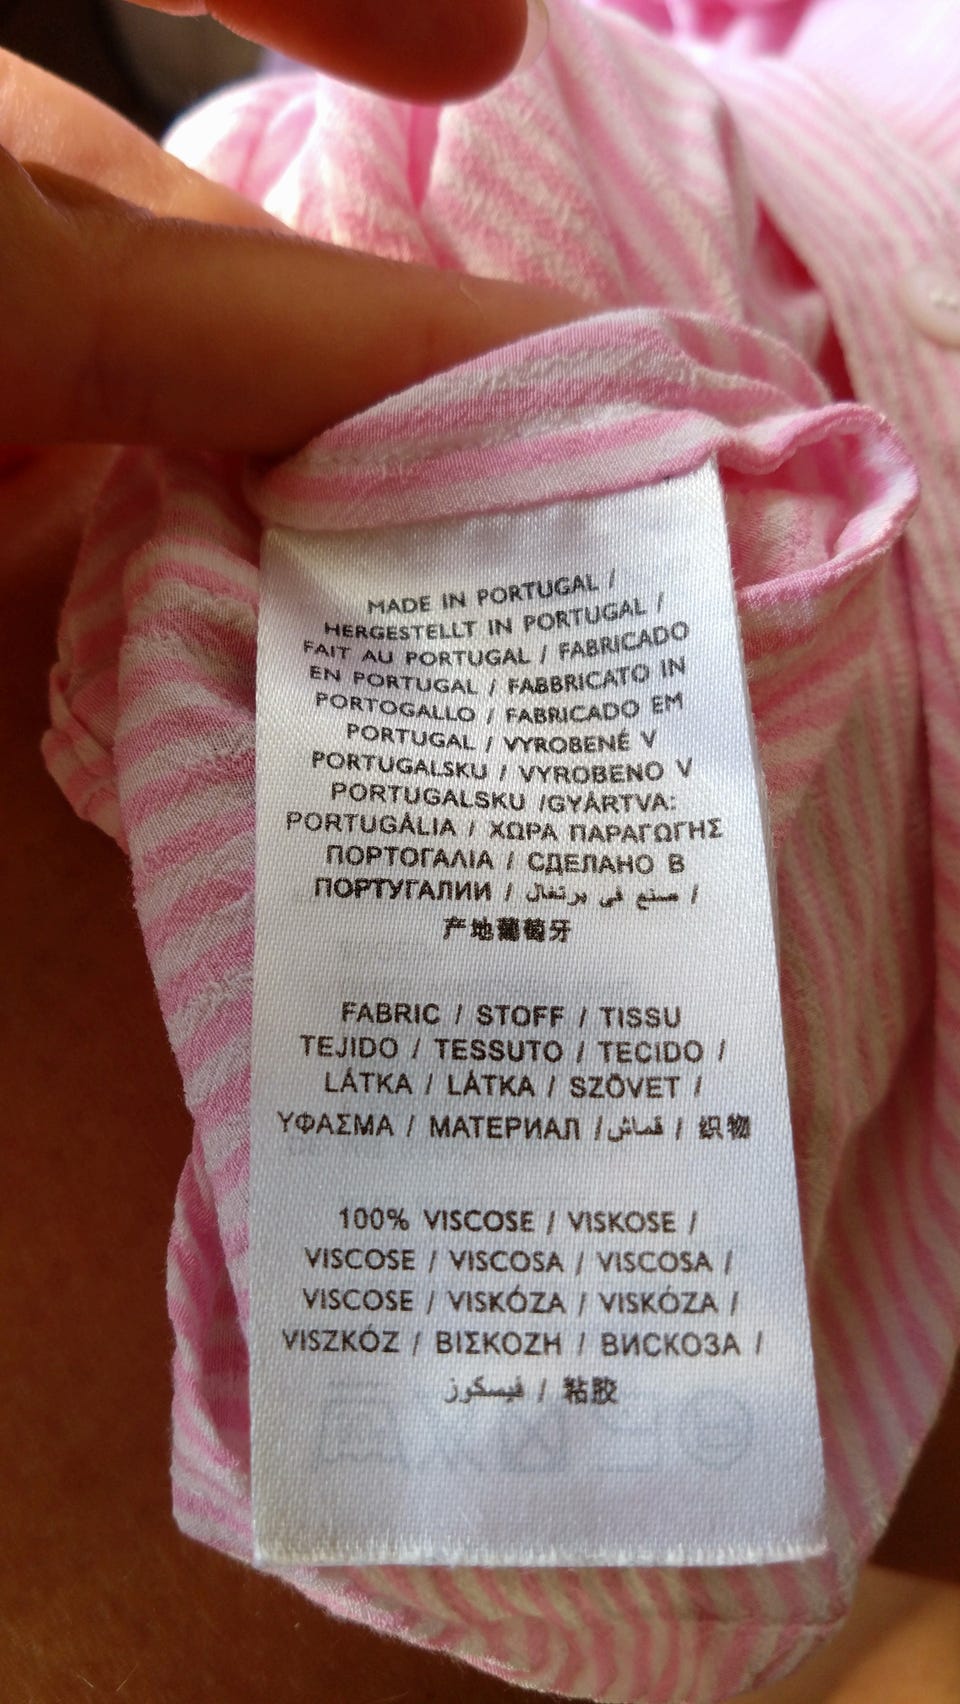 MADE IN PORTUGAL /
HERGESTELLT IN PORTUGAL /
FAIT AU PORTUGAL / FABRICADO
EN PORTUGAL / FABBRICATO IN
PORTOGALLO / FABRICADO EM
PORTUGAL / VYROBENÉ V
PORTUGALSKU / VYROBENO V
PORTUGALSKU /GYÁRTVA:
PORTUGÁLIA / ΧΩΡΑ ΠΑΡΑΓΩΓΗΣ
ΠΟΡΤΟΓΑΛΙΑ / СДЕЛАНО В
ПОРТУГАЛИИ / صنع في برتغال /
产地葡萄牙
FABRIC / STOFF / TISSU
TEJIDO / TESSUTO / TECIDO /
LÁTKA / LÁTKA / SZÖVET /
ΥΦΑΣΜΑ / МАТЕРИАЛ / قماش / 织物
100% VISCOSE / VISKOSE /
VISCOSE / VISCOSA / VISCOSA /
VISCOSE / VISKÓZA / VISKÓZA /
VISZKÓZ / ΒΙΣΚΟΖΗ / ВИСКОЗА /
فيسكوز / 粘胶